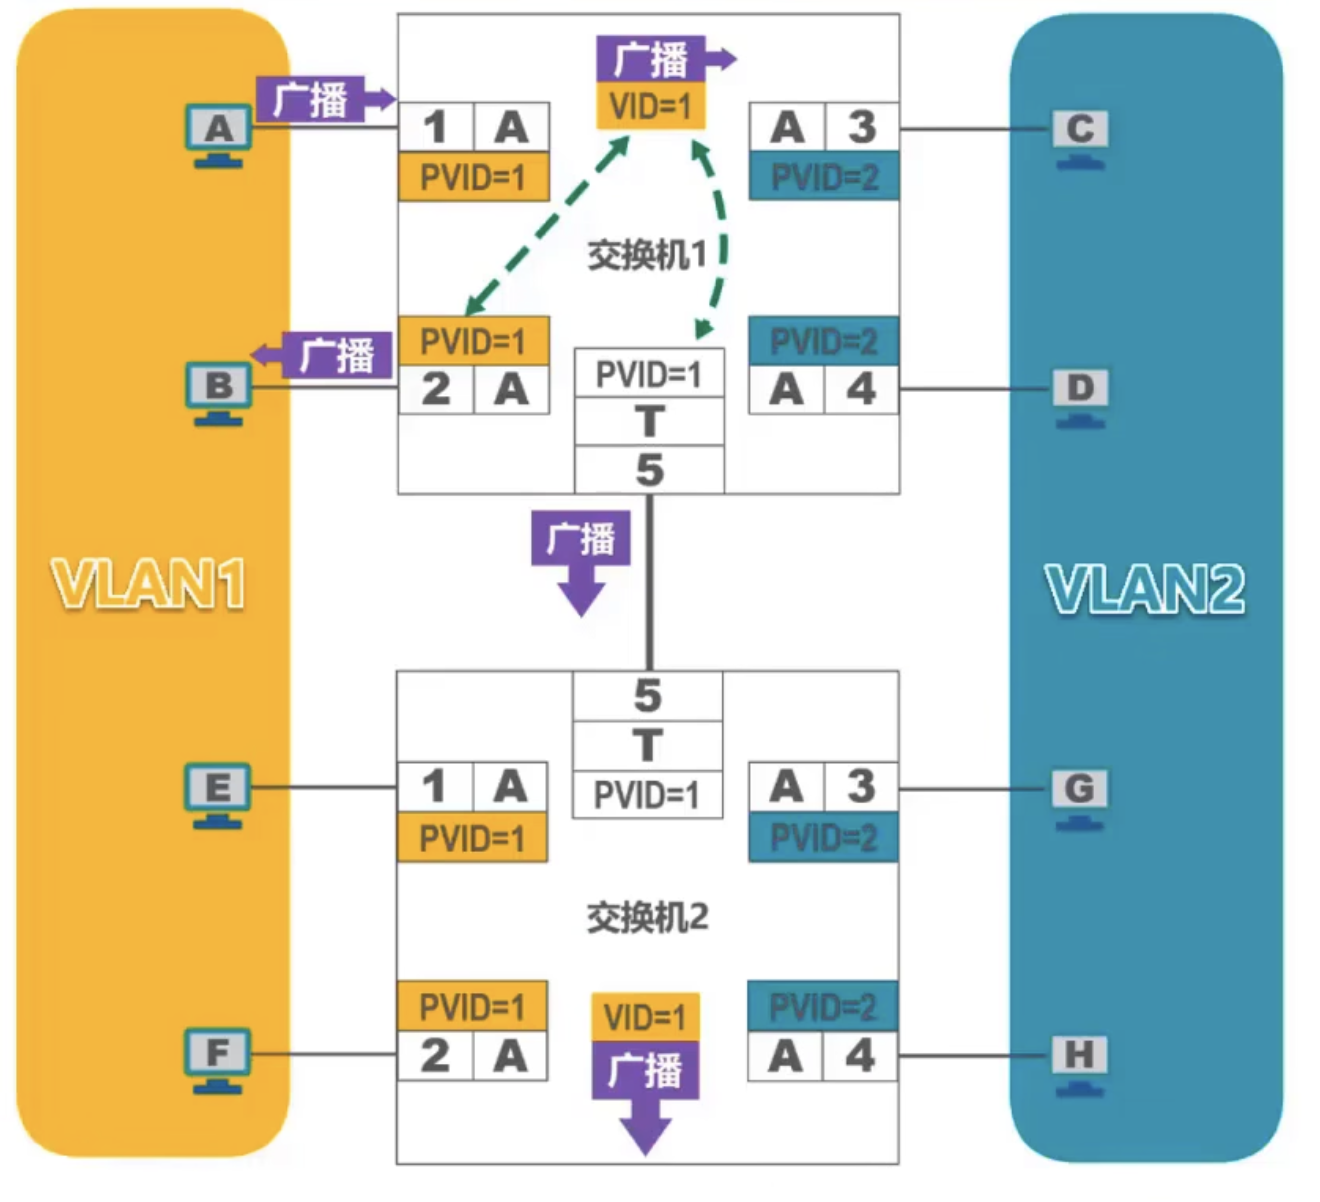 广播
VID=1
广播
A
1 A
PVID=1
A 3
PVID=2
C
交换机1
PVID=1
2 A
广播
B
PVID=1
T
5
PVID=2
A 4
D
广播
VLAN1
VLAN2
5
T
PVID=1
E
1 A
PVID=1
A 3
PVID=2
G
交换机2
PVID=1
2 A
F
VID=1
广播
PVID=2
A 4
H